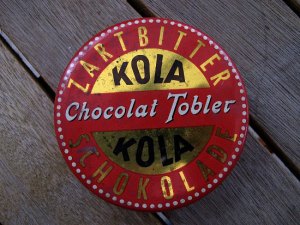 ZARTBITTER
KOLA
Chocolat Tobler
KOLA
SCHOKOLADE